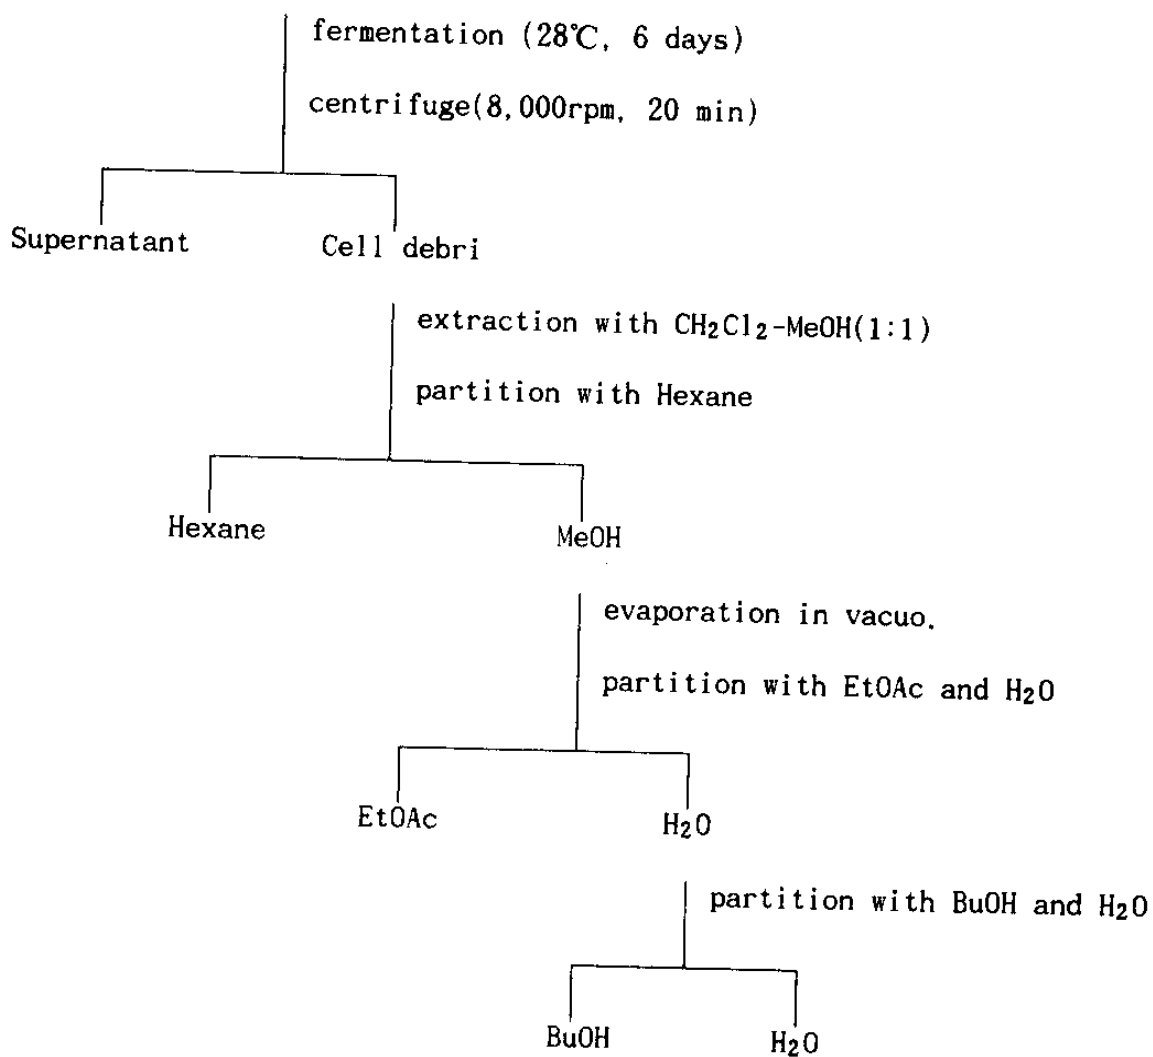 fermentation (28℃, 6 days)
centrifuge(8,000rpm, 20 min)
Supernatant Cell debri
extraction with CH₂Cl₂-MeOH(1:1)
partition with Hexane
Hexane MeOH
evaporation in vacuo.
partition with EtOAc and H₂O
EtOAc H₂O
partition with BuOH and H₂O
BuOH H₂O